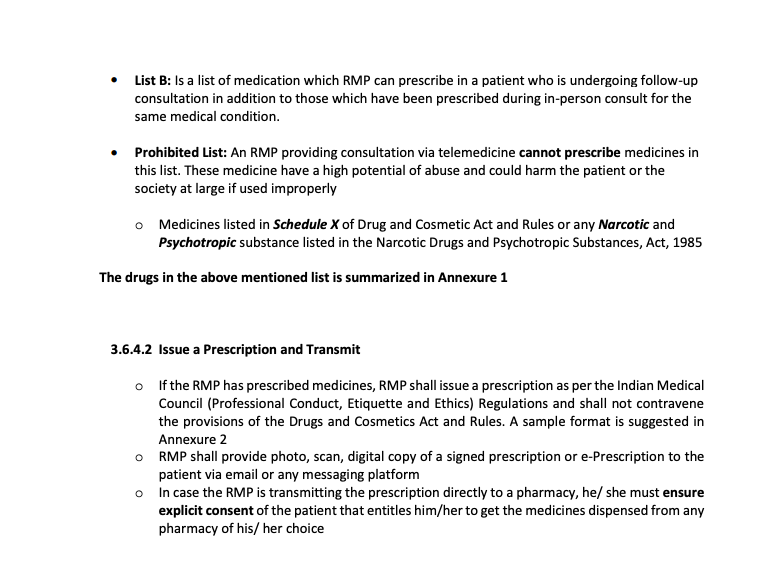 • List B: Is a list of medication which RMP can prescribe in a patient who is undergoing follow-up
consultation in addition to those which have been prescribed during in-person consult for the
same medical condition.
• Prohibited List: An RMP providing consultation via telemedicine cannot prescribe medicines in
this list. These medicine have a high potential of abuse and could harm the patient or the
society at large if used improperly
o Medicines listed in Schedule X of Drug and Cosmetic Act and Rules or any Narcotic and
Psychotropic substance listed in the Narcotic Drugs and Psychotropic Substances, Act, 1985
The drugs in the above mentioned list is summarized in Annexure 1
3.6.4.2 Issue a Prescription and Transmit
o If the RMP has prescribed medicines, RMP shall issue a prescription as per the Indian Medical
Council (Professional Conduct, Etiquette and Ethics) Regulations and shall not contravene
the provisions of the Drugs and Cosmetics Act and Rules. A sample format is suggested in
Annexure 2
o RMP shall provide photo, scan, digital copy of a signed prescription or e-Prescription to the
patient via email or any messaging platform
o In case the RMP is transmitting the prescription directly to a pharmacy, he/ she must ensure
explicit consent of the patient that entitles him/her to get the medicines dispensed from any
pharmacy of his/ her choice